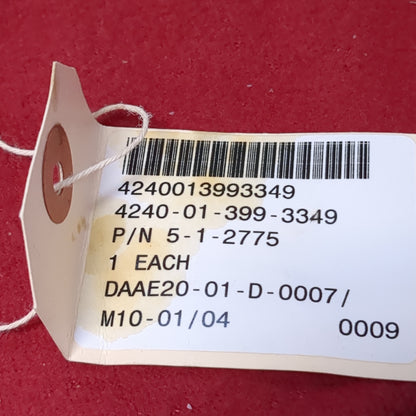 4240013993349
4240-01-399-3349
P/N 5-1-2775
1 EACH
DAAE20-01-D-0007/
M10-01/04 0009